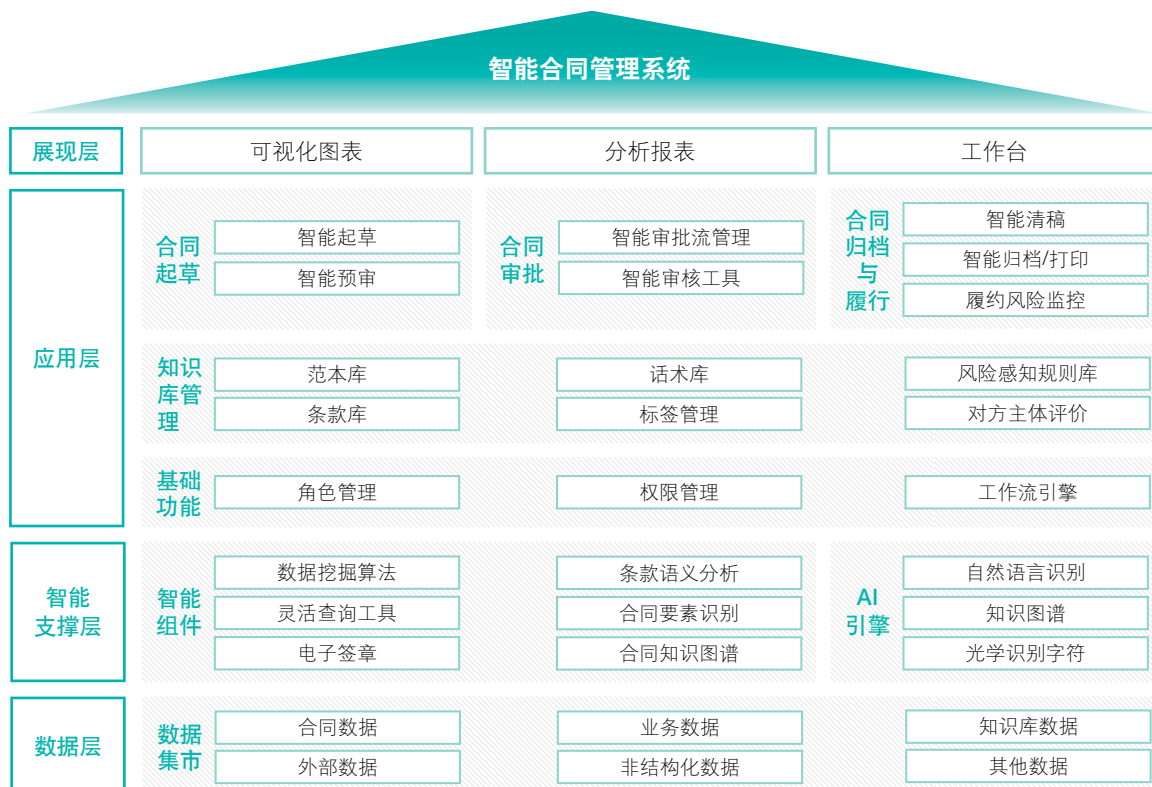 智能合同管理系统
展现层
可视化图表
分析报表
工作台
应用层
合同
起草
智能起草
智能预审
合同
审批
智能审批流管理
智能审核工具
合同
归档
与
履行
智能清稿
智能归档/打印
履约风险监控
知识
库管
理
范本库
条款库
话术库
标签管理
风险感知规则库
对方主体评价
基础
功能
角色管理
权限管理
工作流引擎
智能
支撑层
智能
组件
数据挖掘算法
灵活查询工具
电子签章
条款语义分析
合同要素识别
合同知识图谱
AI
引擎
自然语言识别
知识图谱
光学识别字符
数据层
数据
集市
合同数据
外部数据
业务数据
非结构化数据
知识库数据
其他数据